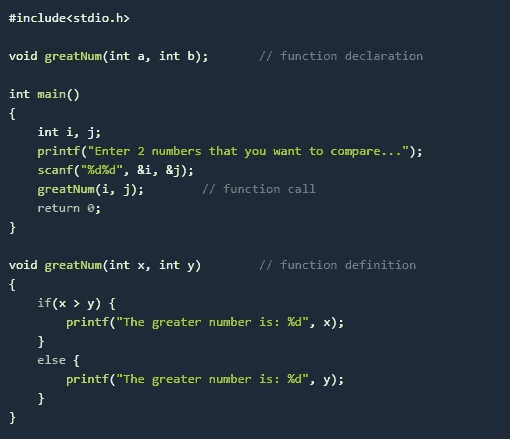 #include<stdio.h>
void greatNum(int a, int b);       // function declaration
int main()
{
    int i, j;
    printf("Enter 2 numbers that you want to compare...");
    scanf("%d%d", &i, &j);
    greatNum(i, j);        // function call
    return 0;
}
void greatNum(int x, int y)        // function definition
{
    if(x > y) {
        printf("The greater number is: %d", x);
    }
    else {
        printf("The greater number is: %d", y);
    }
}